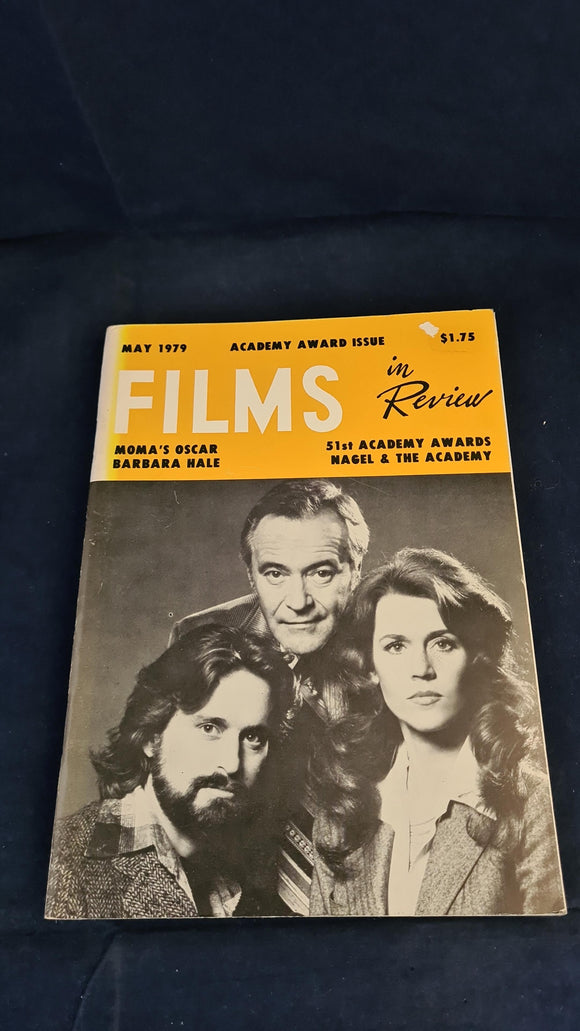 MAY 1979 ACADEMY AWARD ISSUE $1.75
FILMS in Review
MOMA'S OSCAR
BARBARA HALE
51st ACADEMY AWARDS
NAGEL & THE ACADEMY